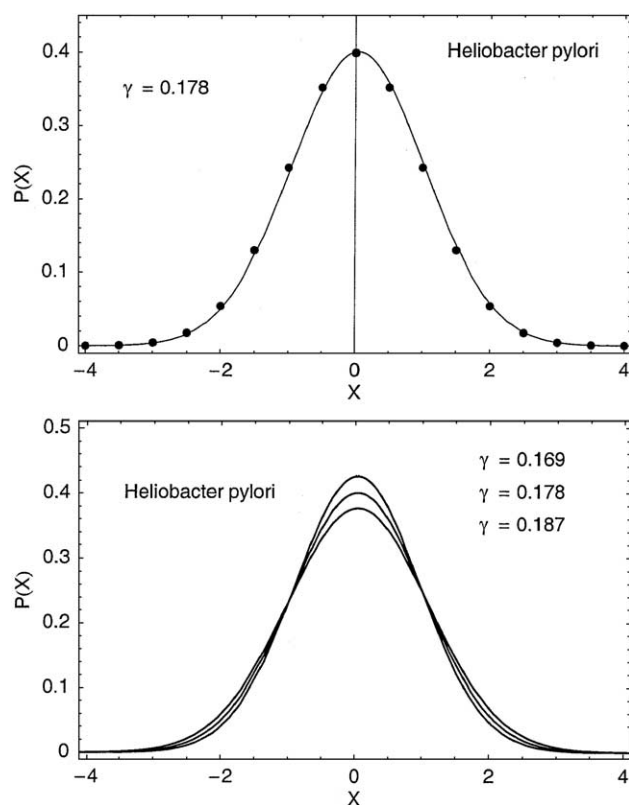 0.4
Heliobacter pylori
γ = 0.178
0.3
P(X)
0.2
0.1
0
−4 −2 0 2 4
X
0.5
γ = 0.169
0.4
Heliobacter pylori
γ = 0.178
γ = 0.187
0.3
P(X)
0.2
0.1
0
−4 −2 0 2 4
X